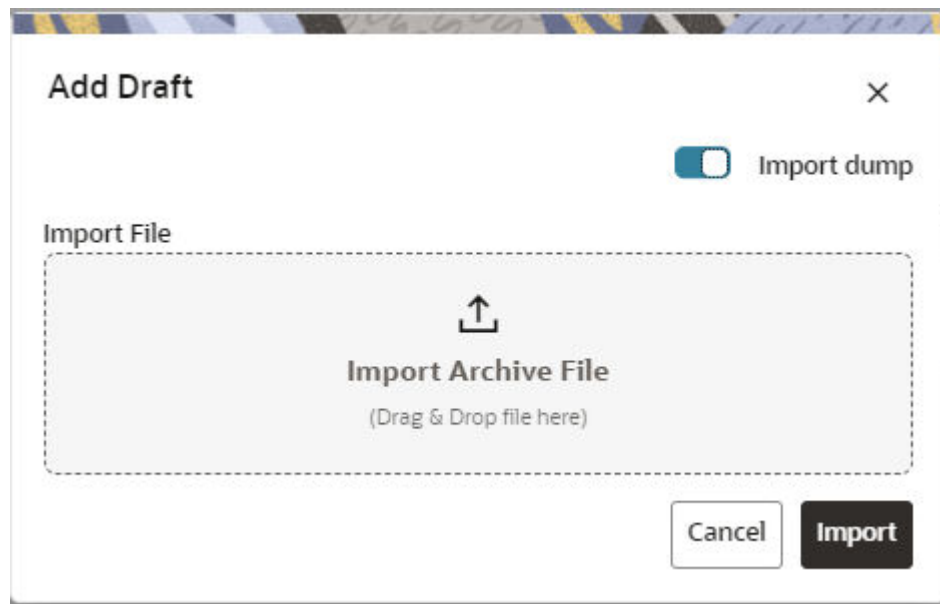 Add Draft
Import dump
Import File
Import Archive File
(Drag & Drop file here)
Cancel
Import